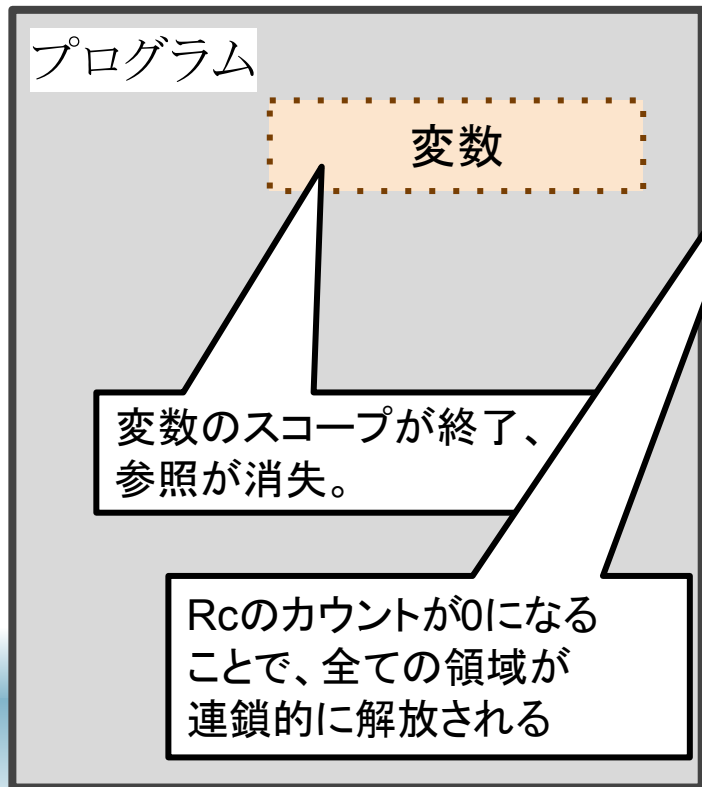 プログラム
変数
変数のスコープが終了、
参照が消失。
Rcのカウントが0になる
ことで、全ての領域が
連鎖的に解放される